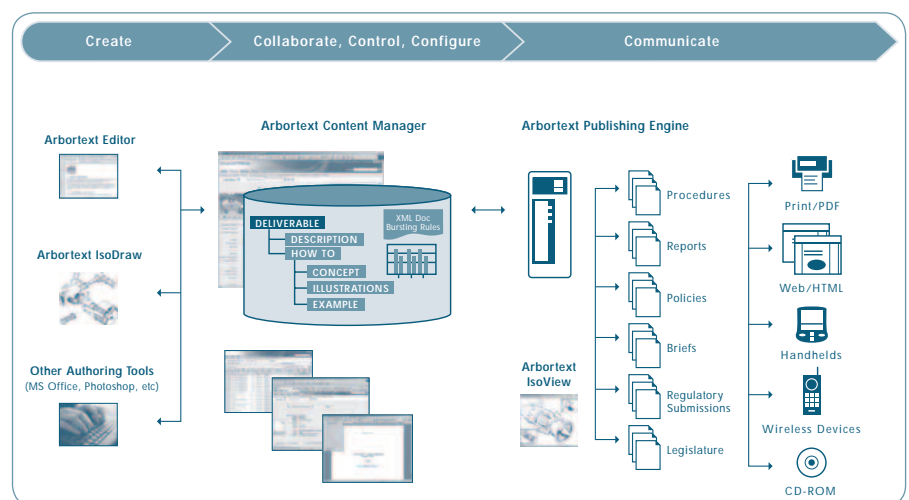 Create
Collaborate, Control, Configure
Communicate
Arbortext Editor
Arbortext IsoDraw
Other Authoring Tools
(MS Office, Photoshop, etc)
Arbortext Content Manager
DELIVERABLE
DESCRIPTION
HOW TO
CONCEPT
ILLUSTRATIONS
EXAMPLE
XML Doc
Bursting Rules
Arbortext Publishing Engine
Arbortext
IsoView
Procedures
Reports
Policies
Briefs
Regulatory
Submissions
Legislature
Print/PDF
Web/HTML
Handhelds
Wireless Devices
CD-ROM